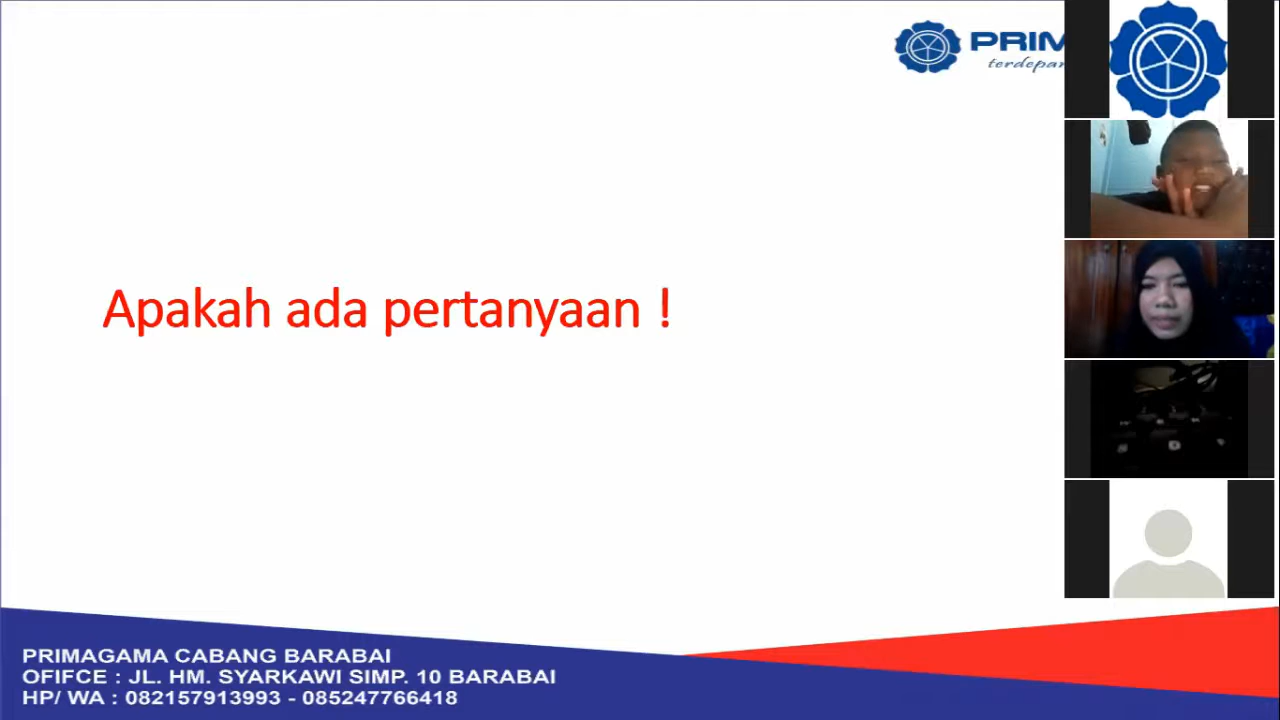 PRIM
terdepan
Apakah ada pertanyaan !
PRIMAGAMA CABANG BARABAI
OFIFCE : JL. HM. SYARKAWI SIMP. 10 BARABAI
HP/ WA : 082157913993 - 085247766418